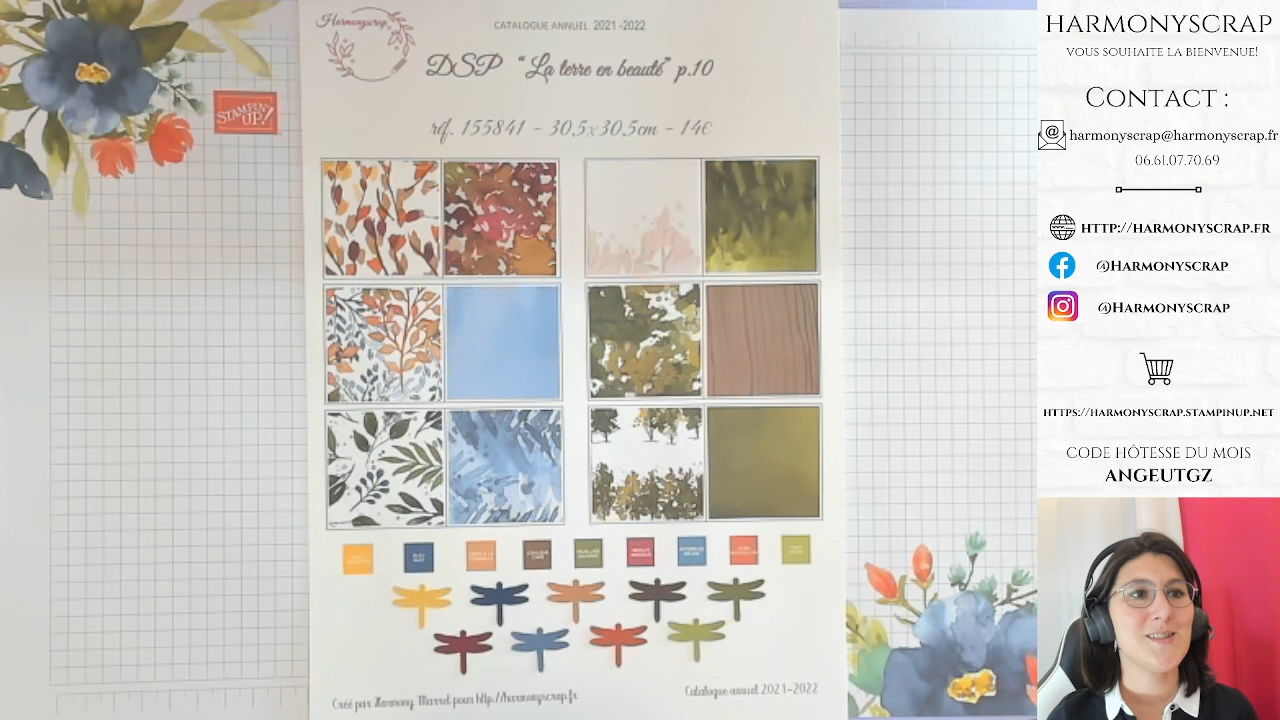 Harmonyscrap
CATALOGUE ANNUEL 2021-2022
DSP "La terre en beauté" p.10
réf. 155841 - 30,5x30,5cm - 14€
STAMPIN' UP!
Créé par Harmony Marrel pour http://harmonyscrap.fr
Catalogue annuel 2021-2022
HARMONYSCRAP
VOUS SOUHAITE LA BIENVENUE!
CONTACT :
harmonyscrap@harmonyscrap.fr
06.61.07.70.69
HTTP://HARMONYSCRAP.FR
@HARMONYSCRAP
@HARMONYSCRAP
HTTP://HARMONYSCRAP.STAMPINUP.NET
CODE HÔTESSE DU MOIS
ANGEUTGZ